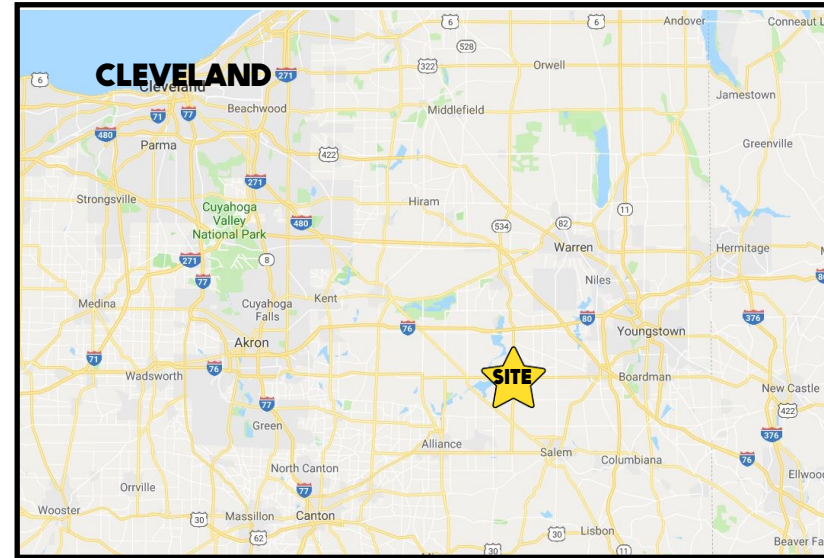 6
6
Andover
Conneaut L
528
CLEVELAND
271
322
Orwell
6
Cleveland
Jamestown
71
77
Beachwood
Middlefield
480
Parma
Greenville
422
271
Strongsville
Cuyahoga
Valley
National Park
Hiram
11
480
534
82
Warren
Hermitage
271
8
77
Niles
80
Medina
Cuyahoga
Falls
Kent
76
80
376
Youngstown
Akron
71
76
Wadsworth
SITE
Boardman
New Castle
77
422
Green
376
Alliance
Salem
Columbiana
76
North Canton
Ellwood
77
Orrville
Wooster
30
Massillon
Canton
62
30
30
Lisbon
11
Beaver Fa